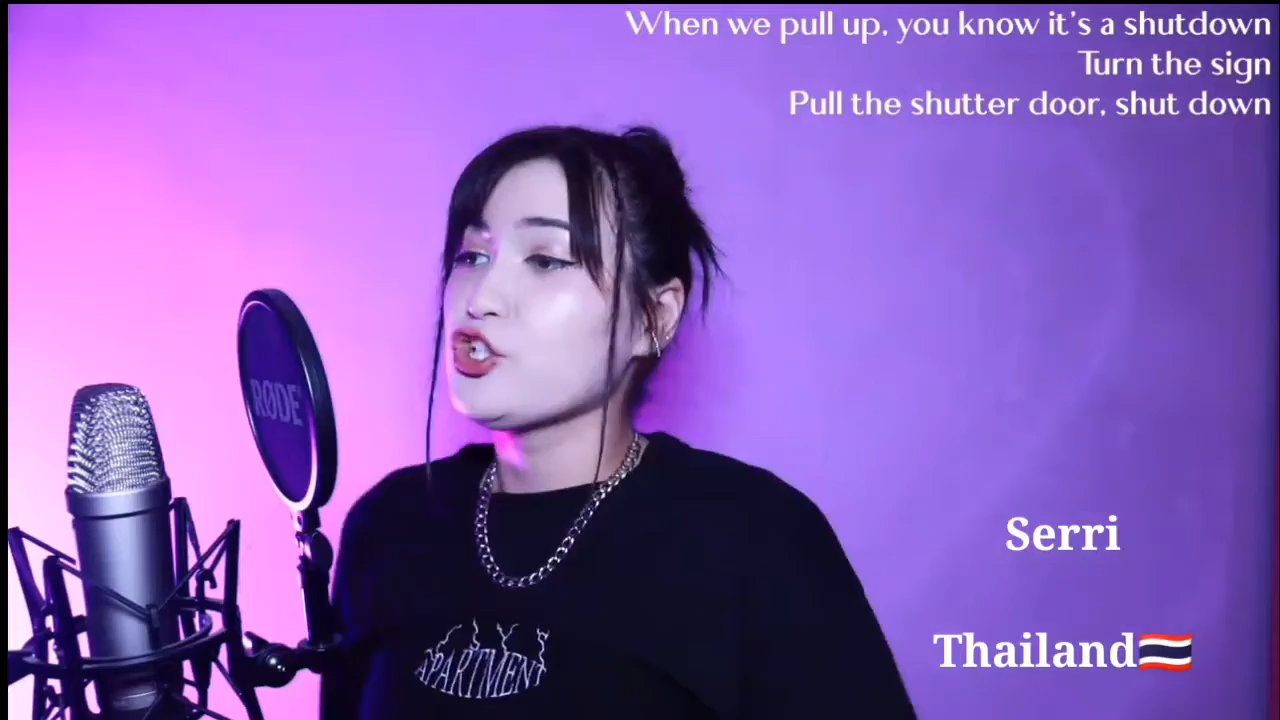 When we pull up, you know it's a shutdown
Turn the sign
Pull the shutter door, shut down
RØDE
APARTMENT
Serri
Thailand🇹🇭